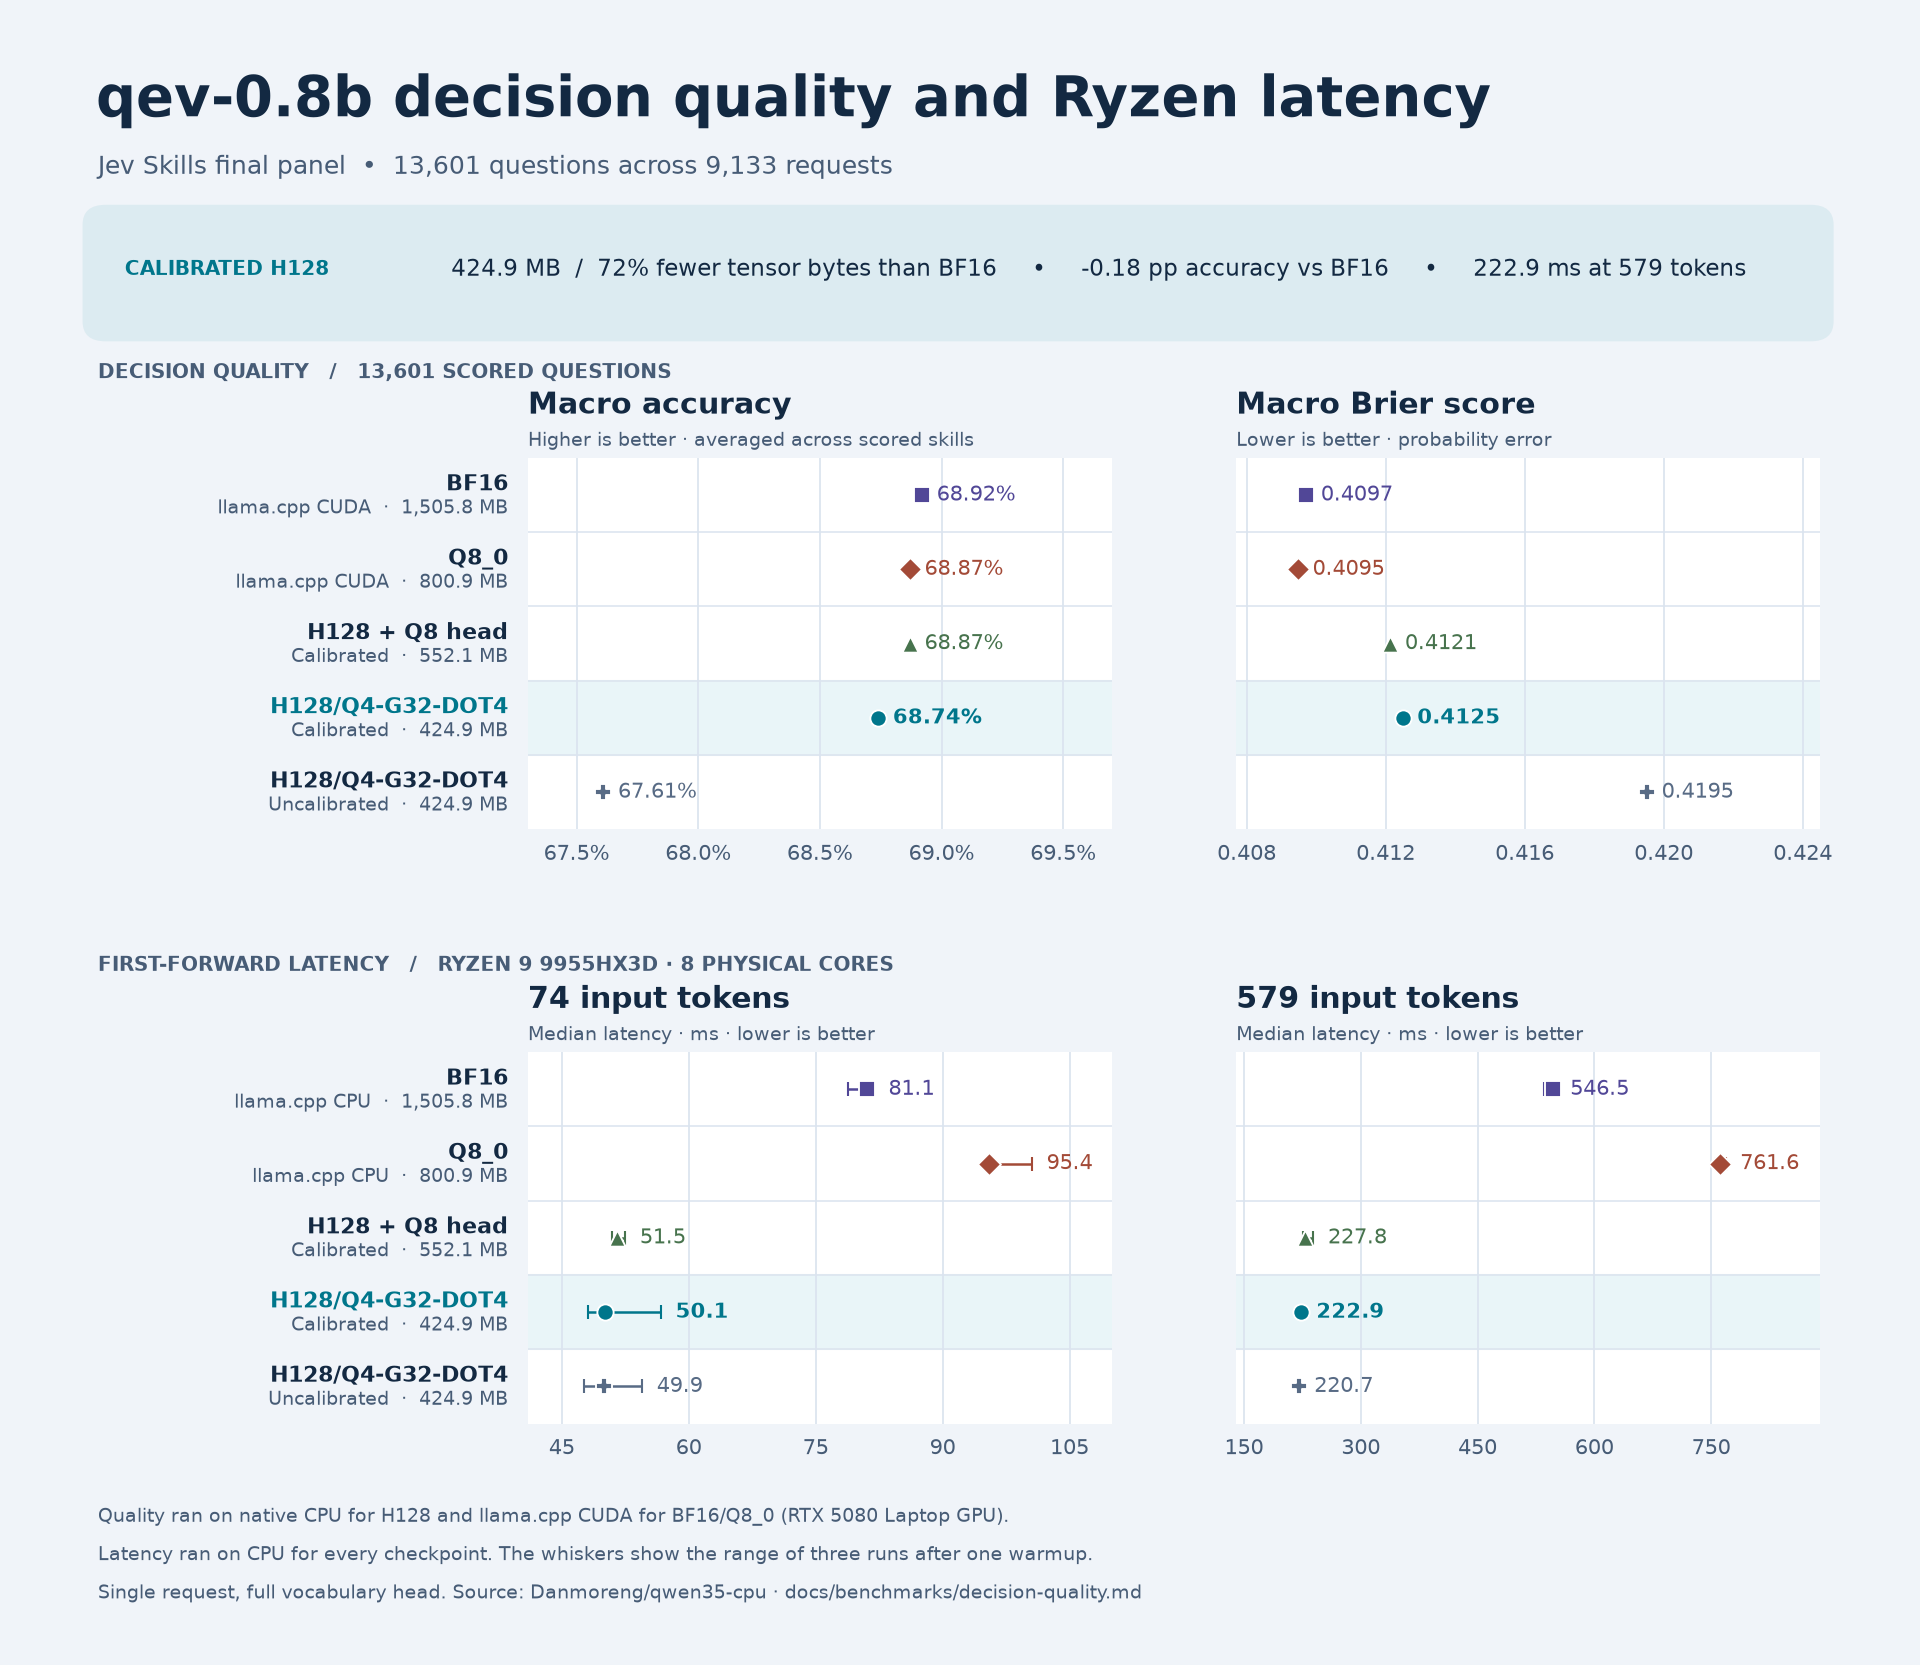 qev-0.8b decision quality and Ryzen latency
Jev Skills final panel • 13,601 questions across 9,133 requests
CALIBRATED H128 424.9 MB / 72% fewer tensor bytes than BF16 • -0.18 pp accuracy vs BF16 • 222.9 ms at 579 tokens
DECISION QUALITY / 13,601 SCORED QUESTIONS
Macro accuracy
Higher is better · averaged across scored skills
Macro Brier score
Lower is better · probability error
BF16
llama.cpp CUDA · 1,505.8 MB
68.92%
0.4097
Q8_0
llama.cpp CUDA · 800.9 MB
68.87%
0.4095
H128 + Q8 head
Calibrated · 552.1 MB
68.87%
0.4121
H128/Q4-G32-DOT4
Calibrated · 424.9 MB
68.74%
0.4125
H128/Q4-G32-DOT4
Uncalibrated · 424.9 MB
67.61%
0.4195
67.5% 68.0% 68.5% 69.0% 69.5%
0.408 0.412 0.416 0.420 0.424
FIRST-FORWARD LATENCY / RYZEN 9 9955HX3D · 8 PHYSICAL CORES
74 input tokens
Median latency · ms · lower is better
579 input tokens
Median latency · ms · lower is better
BF16
llama.cpp CPU · 1,505.8 MB
81.1
546.5
Q8_0
llama.cpp CPU · 800.9 MB
95.4
761.6
H128 + Q8 head
Calibrated · 552.1 MB
51.5
227.8
H128/Q4-G32-DOT4
Calibrated · 424.9 MB
50.1
222.9
H128/Q4-G32-DOT4
Uncalibrated · 424.9 MB
49.9
220.7
45 60 75 90 105
150 300 450 600 750
Quality ran on native CPU for H128 and llama.cpp CUDA for BF16/Q8_0 (RTX 5080 Laptop GPU).
Latency ran on CPU for every checkpoint. The whiskers show the range of three runs after one warmup.
Single request, full vocabulary head. Source: Danmoreng/qwen35-cpu · docs/benchmarks/decision-quality.md